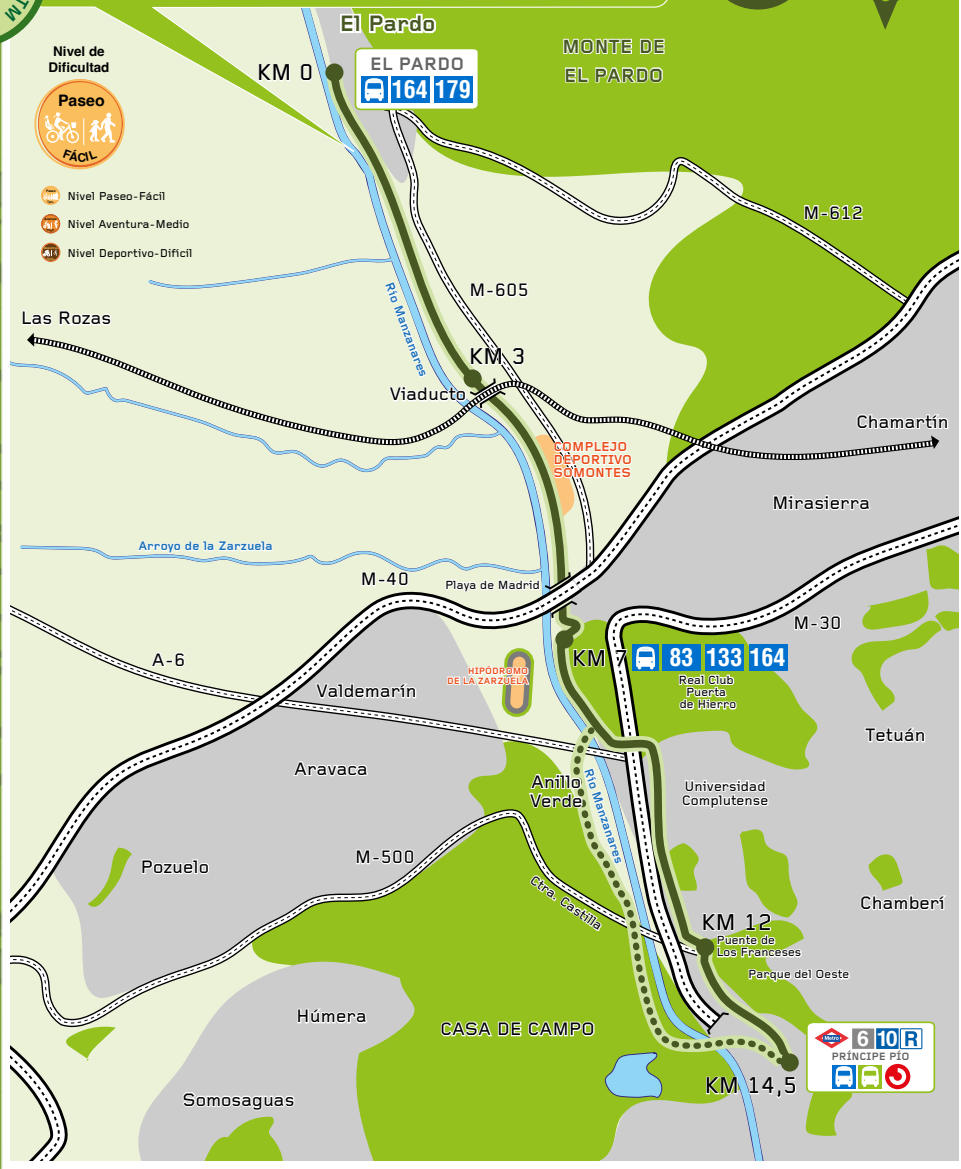 TM
El Pardo
MONTE DE
EL PARDO
Nivel de
Dificultad
Paseo
FÁCIL
KM 0
EL PARDO
164 179
Nivel Paseo-Fácil
Nivel Aventura-Medio
Nivel Deportivo-Difícil
M-612
M-605
Río Manzanares
Las Rozas
KM 3
Viaducto
Chamartín
COMPLEJO
DEPORTIVO
SOMONTES
Mirasierra
Arroyo de la Zarzuela
M-40
Playa de Madrid
M-30
A-6
KM 7
83 133 164
HIPÓDROMO
DE LA ZARZUELA
Real Club
Puerta
de Hierro
Valdemarín
Tetuán
Aravaca
Anillo
Verde
Río Manzanares
Universidad
Complutense
M-500
Pozuelo
Ctra. Castilla
Chamberí
KM 12
Puente de
Los Franceses
Parque del Oeste
Húmera
CASA DE CAMPO
Metro 6 10 R
PRÍNCIPE PÍO
KM 14,5
Somosaguas